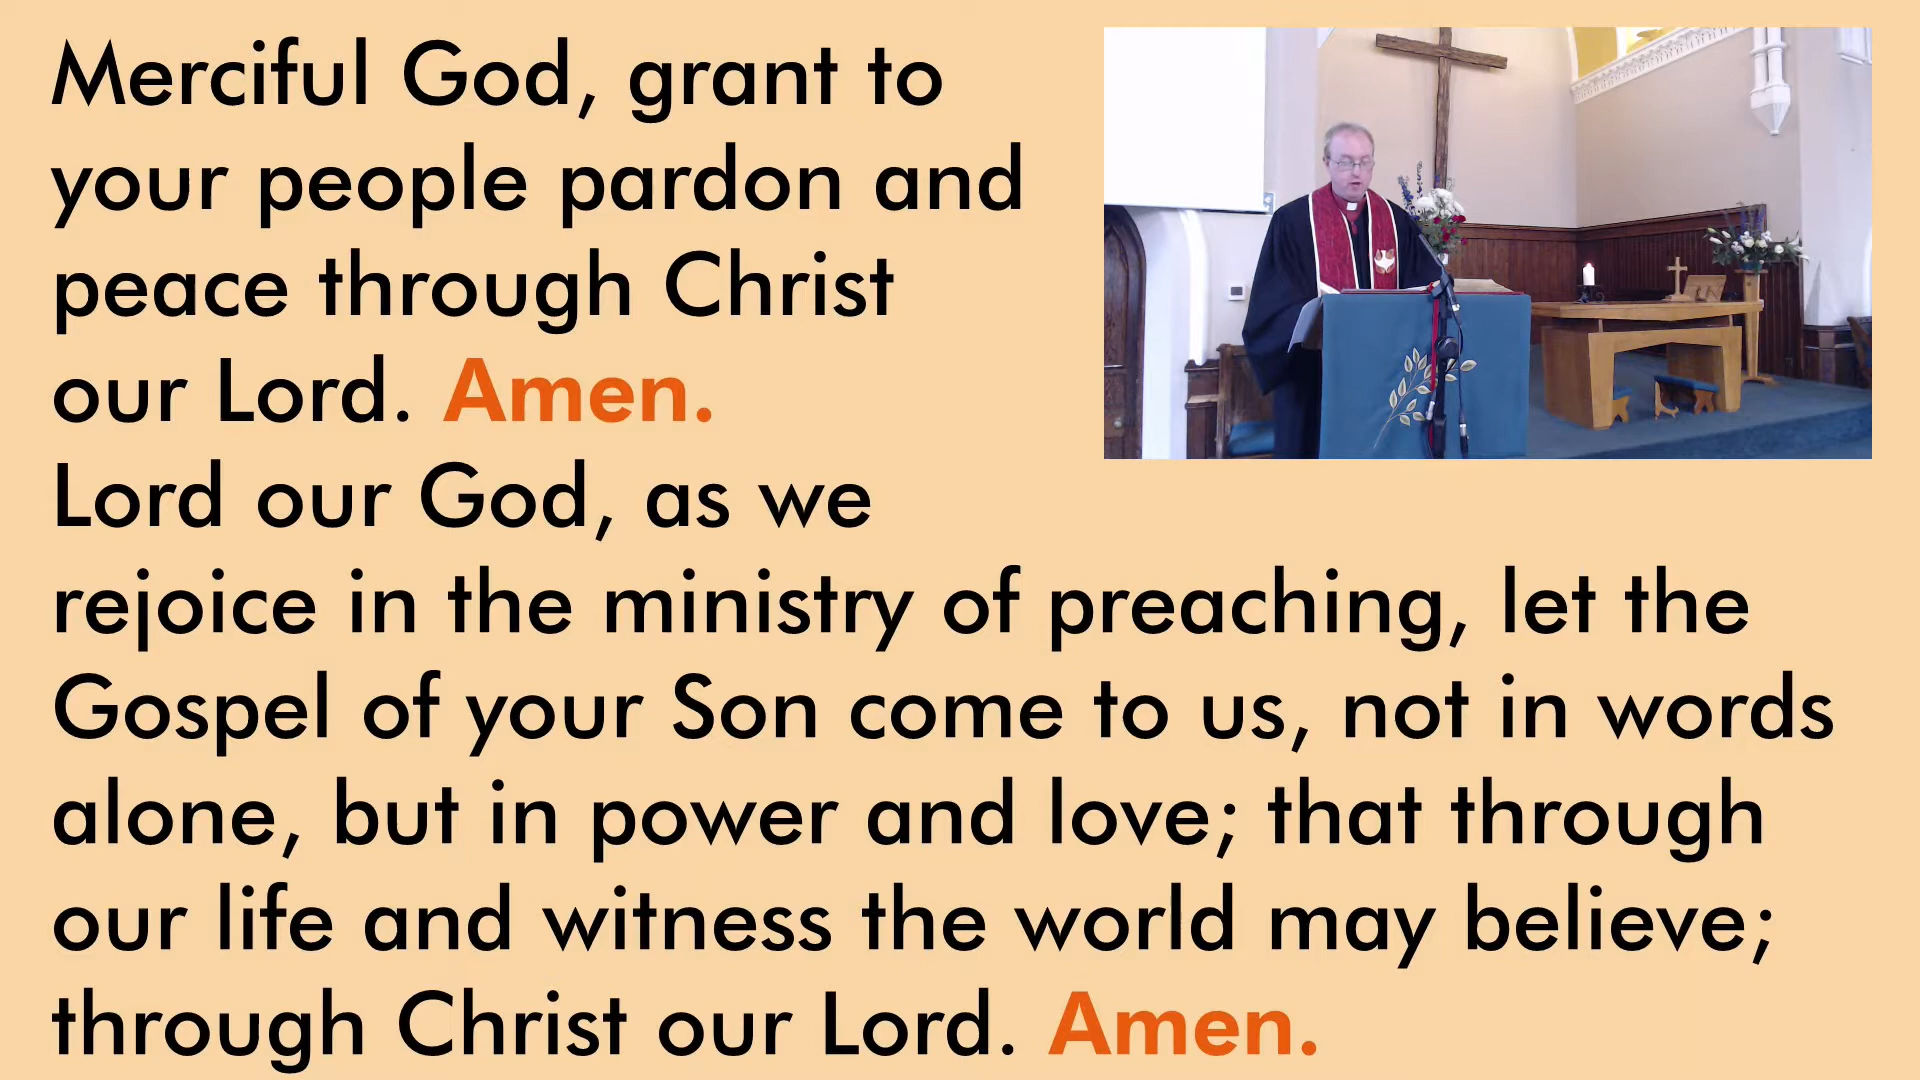 Merciful God, grant to
your people pardon and
peace through Christ
our Lord. Amen.
Lord our God, as we
rejoice in the ministry of preaching, let the
Gospel of your Son come to us, not in words
alone, but in power and love; that through
our life and witness the world may believe;
through Christ our Lord. Amen.